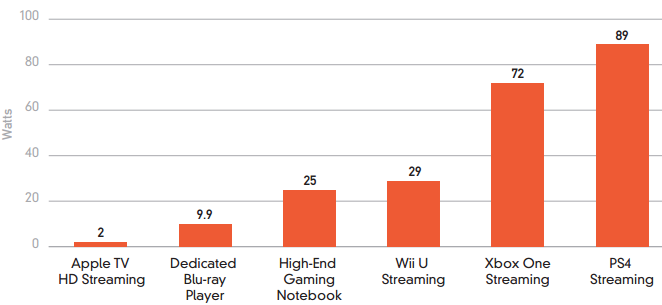 100
80
60
40
20
0
Watts
2
9.9
25
29
72
89
Apple TV
HD Streaming
Dedicated
Blu-ray
Player
High-End
Gaming
Notebook
Wii U
Streaming
Xbox One
Streaming
PS4
Streaming